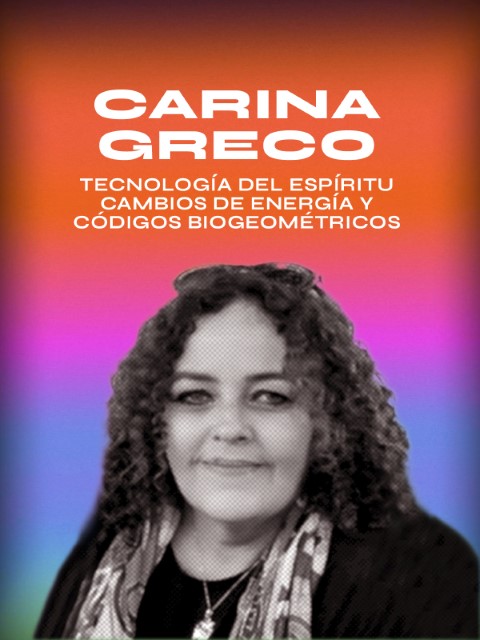 CARINA
GRECO
TECNOLOGÍA DEL ESPÍRITU
CAMBIOS DE ENERGÍA Y
CÓDIGOS BIOGEOMÉTRICOS